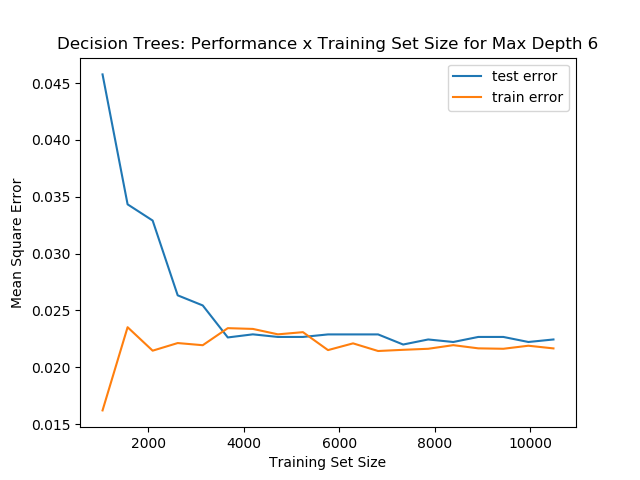 Decision Trees: Performance x Training Set Size for Max Depth 6
test error
train error
Mean Square Error
0.045
0.040
0.035
0.030
0.025
0.020
0.015
2000
4000
6000
8000
10000
Training Set Size